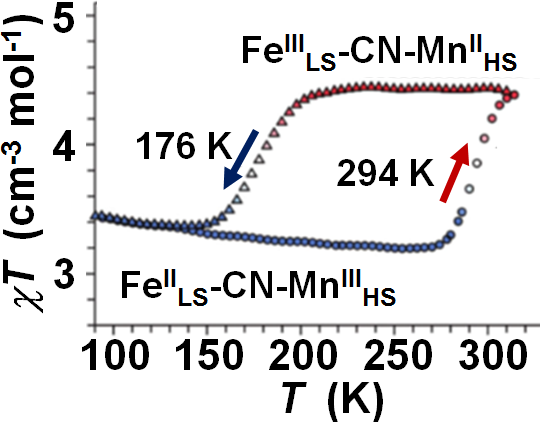 5
Fe^III_LS-CN-Mn^II_HS
4
176 K
294 K
3
Fe^II_LS-CN-Mn^III_HS
χT (cm^-3 mol^-1)
100 150 200 250 300
T (K)